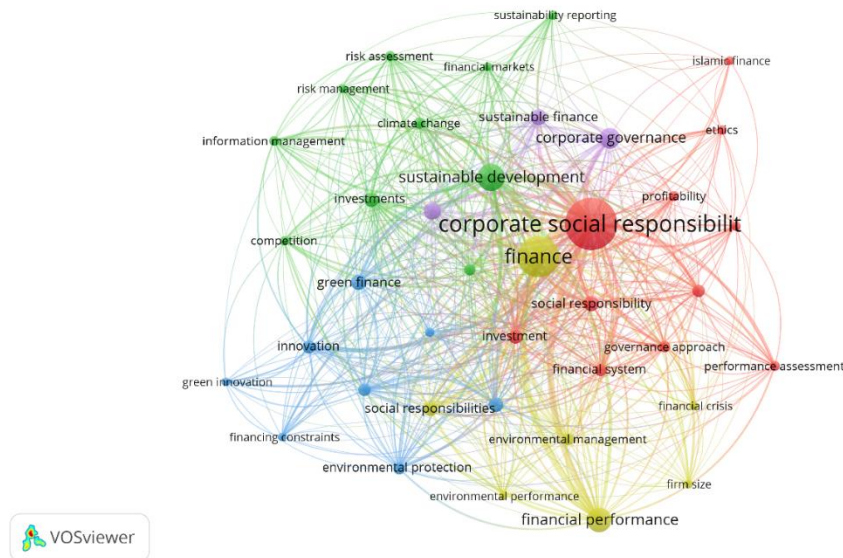 sustainability reporting
risk assessment
financial markets
islamic finance
risk management
sustainable finance
climate change
ethics
corporate governance
information management
sustainable development
profitability
investments
corporate social responsibilit
competition
finance
green finance
social responsibility
investment
innovation
governance approach
financial system
performance assessment
green innovation
social responsibilities
financial crisis
financing constraints
environmental management
environmental protection
firm size
environmental performance
financial performance
VOSviewer